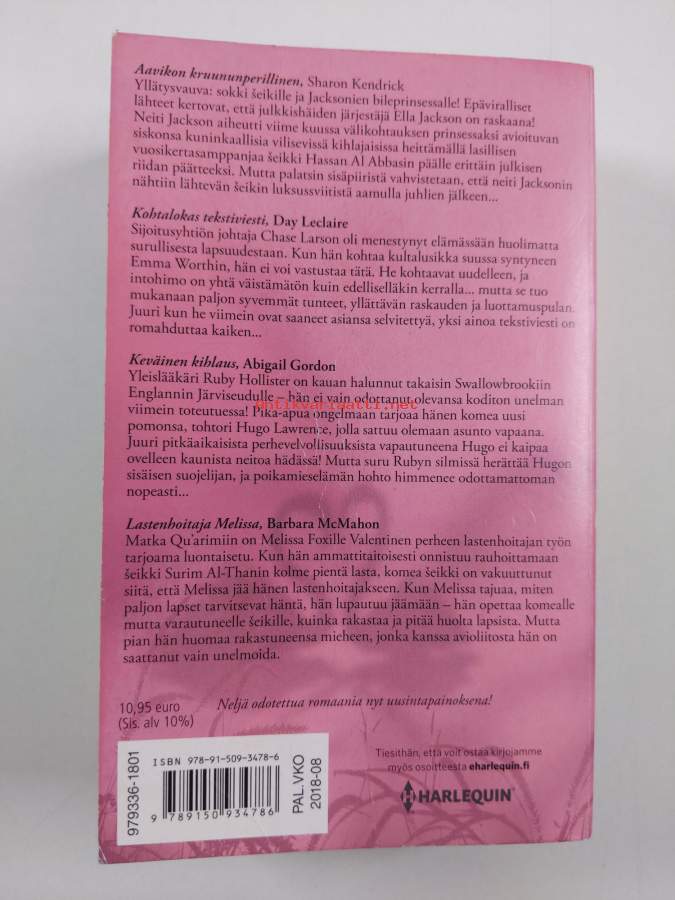 Aavikon kruununperillinen, Sharon Kendrick
Yllätysvauva: sokki šeikille ja Jacksonien bileprinsessalle! Epäviralliset
lähteet kertovat, että julkkishäiden järjestäjä Ella Jackson on raskaana!
Neiti Jackson aiheutti viime kuussa välikohtauksen prinsessaksi avioituvan
siskonsa kuninkaallisia vilisevissä kihlajaisissa heittämällä lasillisen
vuosikertasamppanjaa šeikki Hassan Al Abbasin päälle erittäin julkisen
riidan päätteeksi. Mutta palatsin sisäpiiristä vahvistetaan, että neiti Jacksonin
nähtiin lähtevän šeikin luksussviitistä aamulla juhlien jälkeen...
Kohtalokas tekstiviesti, Day Leclaire
Sijoitusyhtiön johtaja Chase Larson oli menestynyt elämässään huolimatta
surullisesta lapsuudestaan. Kun hän kohtaa kultalusikka suussa syntyneen
Emma Worthin, hän ei voi vastustaa tätä. He kohtaavat uudelleen, ja
intohimo on yhtä väistämätön kuin edelliselläkin kerralla... mutta se tuo
mukanaan paljon syvemmät tunteet, yllättävän raskauden ja luottamuspulan.
Juuri kun he viimein ovat saaneet asiansa selvitettyä, yksi ainoa tekstiviesti on
romahduttaa kaiken...
Keväinen kihlaus, Abigail Gordon
Yleislääkäri Ruby Hollister on kauan halunnut takaisin Swallowbrookiin
Englannin Järviseudulle – hän ei vain odottanut olevansa koditon unelman
viimein toteutuessa! Pika-apua ongelmaan tarjoaa hänen komea uusi
pomonsa, tohtori Hugo Lawrence, jolla sattuu olemaan asunto vapaana.
Juuri pitkäaikaisista perhevelvollisuuksista vapautuneena Hugo ei kaipaa
ovelleen kaunista neitoa hädässä! Mutta suru Rubyn silmissä herättää Hugon
sisäisen suojelijan, ja poikamieselämän hohto himmenee odottamattoman
nopeasti...
antikvariaatti.net
Lastenhoitaja Melissa, Barbara McMahon
Matka Qu'arimiin on Melissa Foxille Valentinen perheen lastenhoitajan työn
tarjoama luontaisetu. Kun hän ammattitaitoisesti onnistuu rauhoittamaan
šeikki Surim Al-Thanin kolme pientä lasta, komea šeikki on vakuuttunut
siitä, että Melissa jää hänen lastenhoitajakseen. Kun Melissa tajuaa, miten
paljon lapset tarvitsevat häntä, hän lupautuu jäämään – hän opettaa komealle
mutta varautuneelle šeikille, kuinka rakastaa ja pitää huolta lapsista. Mutta
pian hän huomaa rakastuneensa mieheen, jonka kanssa avioliitosta hän on
saattanut vain unelmoida.
10,95 euro
(Sis. alv 10%)
Neljä odotettua romaania nyt uusintapainoksena!
979336-1801
ISBN 978-91-509-3478-6
9 789150 934786
PAL.VKO
2018-08
Tiesithän, että voit ostaa kirjojamme
myös osoitteesta eharlequin.fi
HARLEQUIN